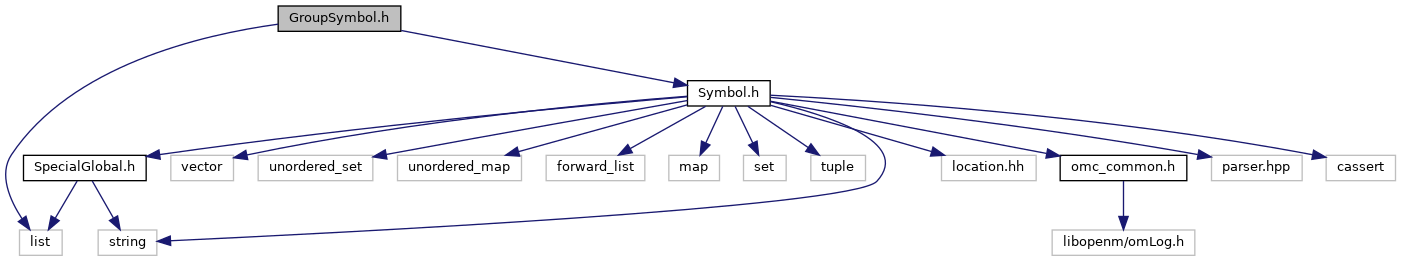 GroupSymbol.h
Symbol.h
SpecialGlobal.h
vector
unordered_set
unordered_map
forward_list
map
set
tuple
location.hh
omc_common.h
parser.hpp
cassert
list
string
libopenm/omLog.h